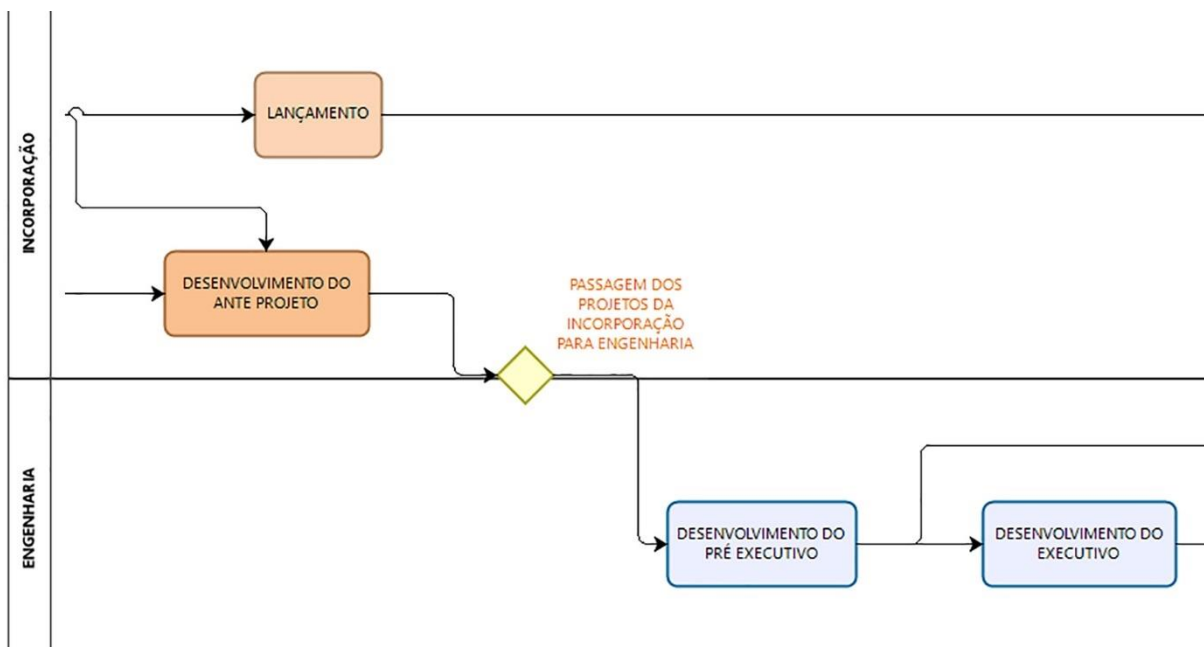 INCORPORAÇÃO
LANÇAMENTO
DESENVOLVIMENTO DO
ANTE PROJETO
PASSAGEM DOS
PROJETOS DA
INCORPORAÇÃO
PARA ENGENHARIA
ENGENHARIA
DESENVOLVIMENTO DO
PRÉ EXECUTIVO
DESENVOLVIMENTO DO
EXECUTIVO